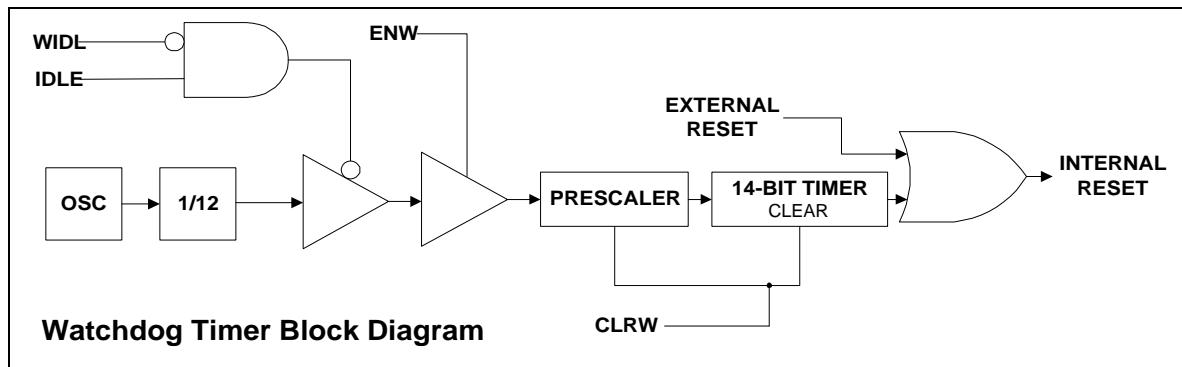 WIDL
IDLE
ENW
EXTERNAL
RESET
INTERNAL
RESET
OSC
1/12
PRESCALER
14-BIT TIMER
CLEAR
CLRW
Watchdog Timer Block Diagram